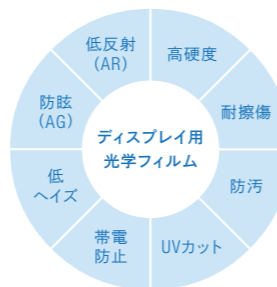 低反射
(AR)
高硬度
耐擦傷
防汚
UVカット
帯電
防止
低
ヘイズ
防眩
(AG)
ディスプレイ用
光学フィルム